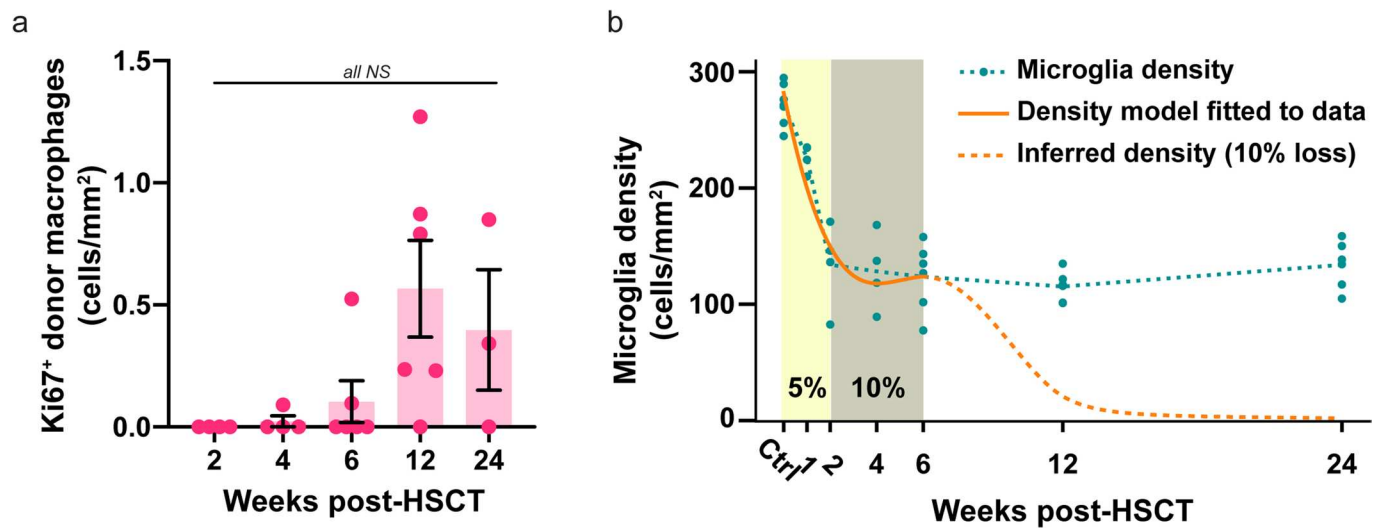 a
Ki67⁺ donor macrophages
(cells/mm²)
1.5
1.0
0.5
0.0
all NS
2 4 6 12 24
Weeks post-HSCT
b
Microglia density
(cells/mm²)
300
200
100
0
5% 10%
Microglia density
Density model fitted to data
Inferred density (10% loss)
Ctrl 1 2 4 6 12 24
Weeks post-HSCT